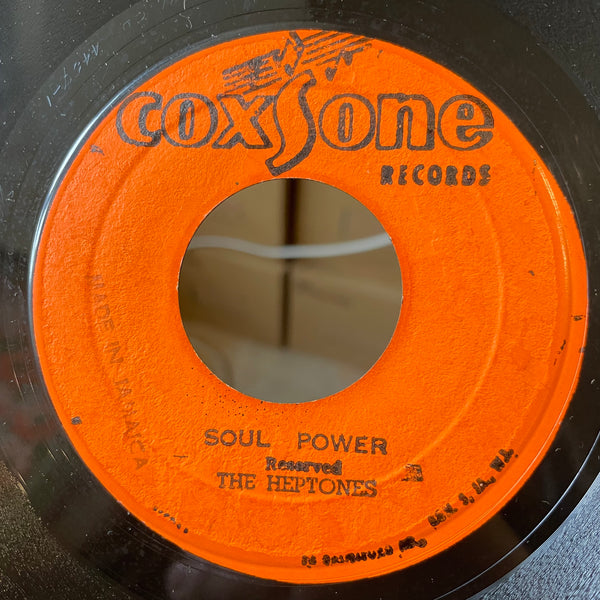 coxsone
RECORDS
MADE IN JAMAICA
SOUL POWER
Reserved
THE HEPTONES